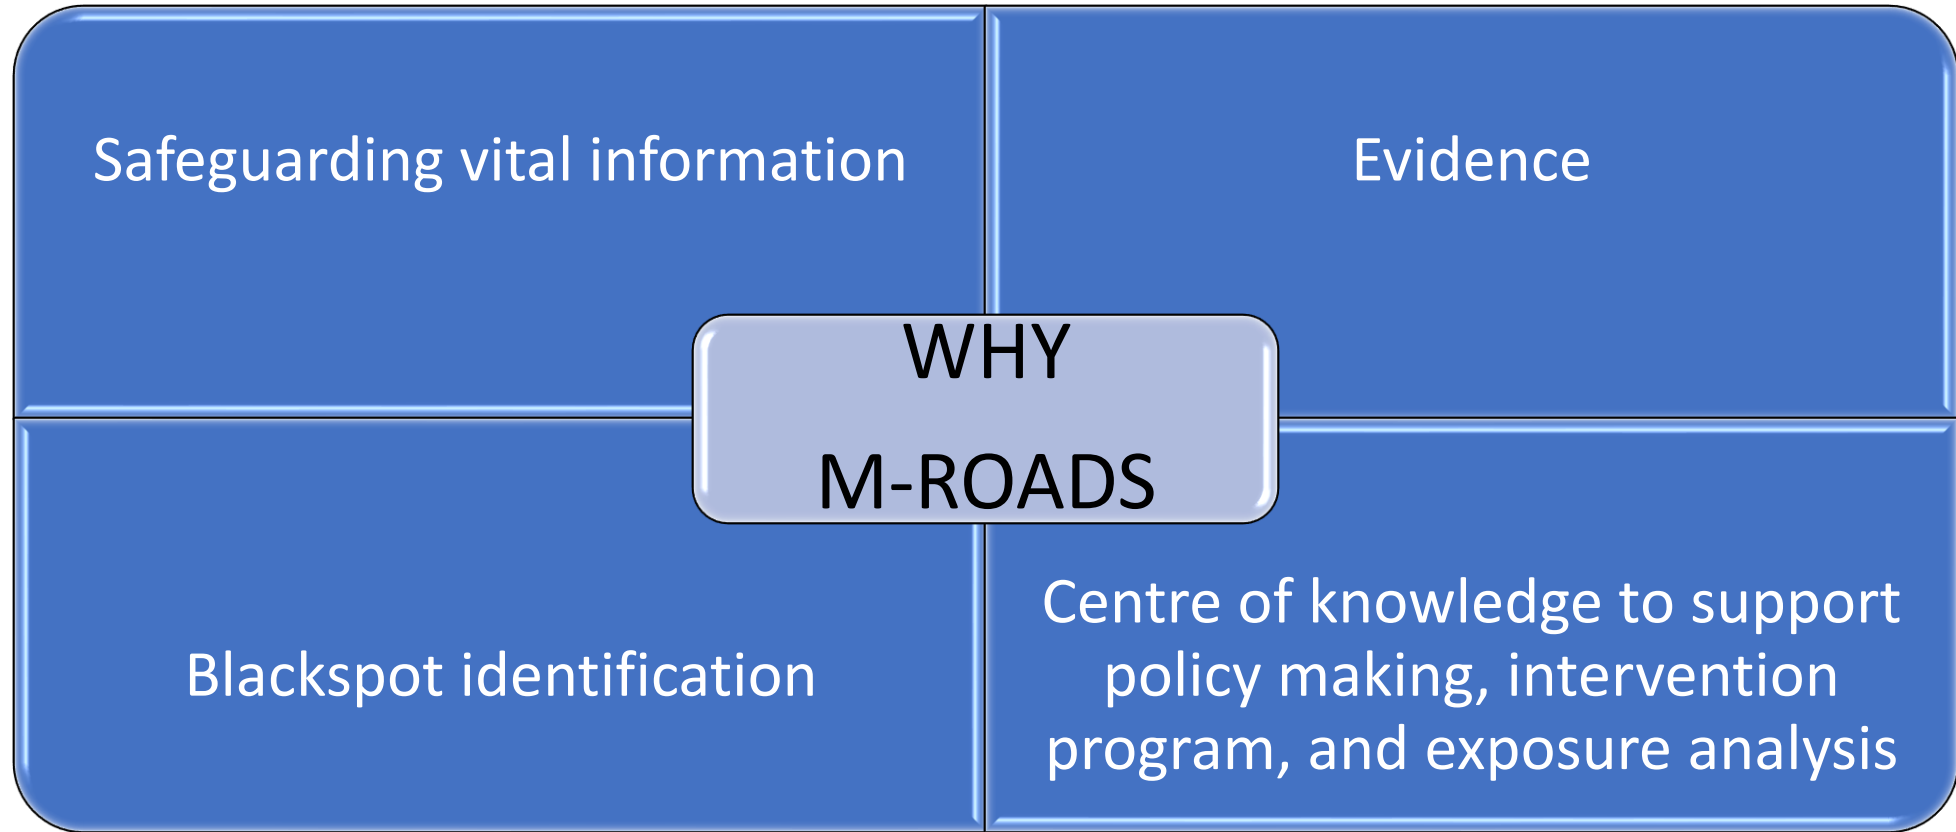 Safeguarding vital information
Evidence
WHY
M-ROADS
Blackspot identification
Centre of knowledge to support
policy making, intervention
program, and exposure analysis